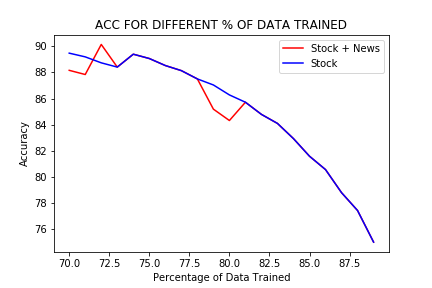 ACC FOR DIFFERENT % OF DATA TRAINED
Stock + News
Stock
Accuracy
90
88
86
84
82
80
78
76
70.0 72.5 75.0 77.5 80.0 82.5 85.0 87.5
Percentage of Data Trained